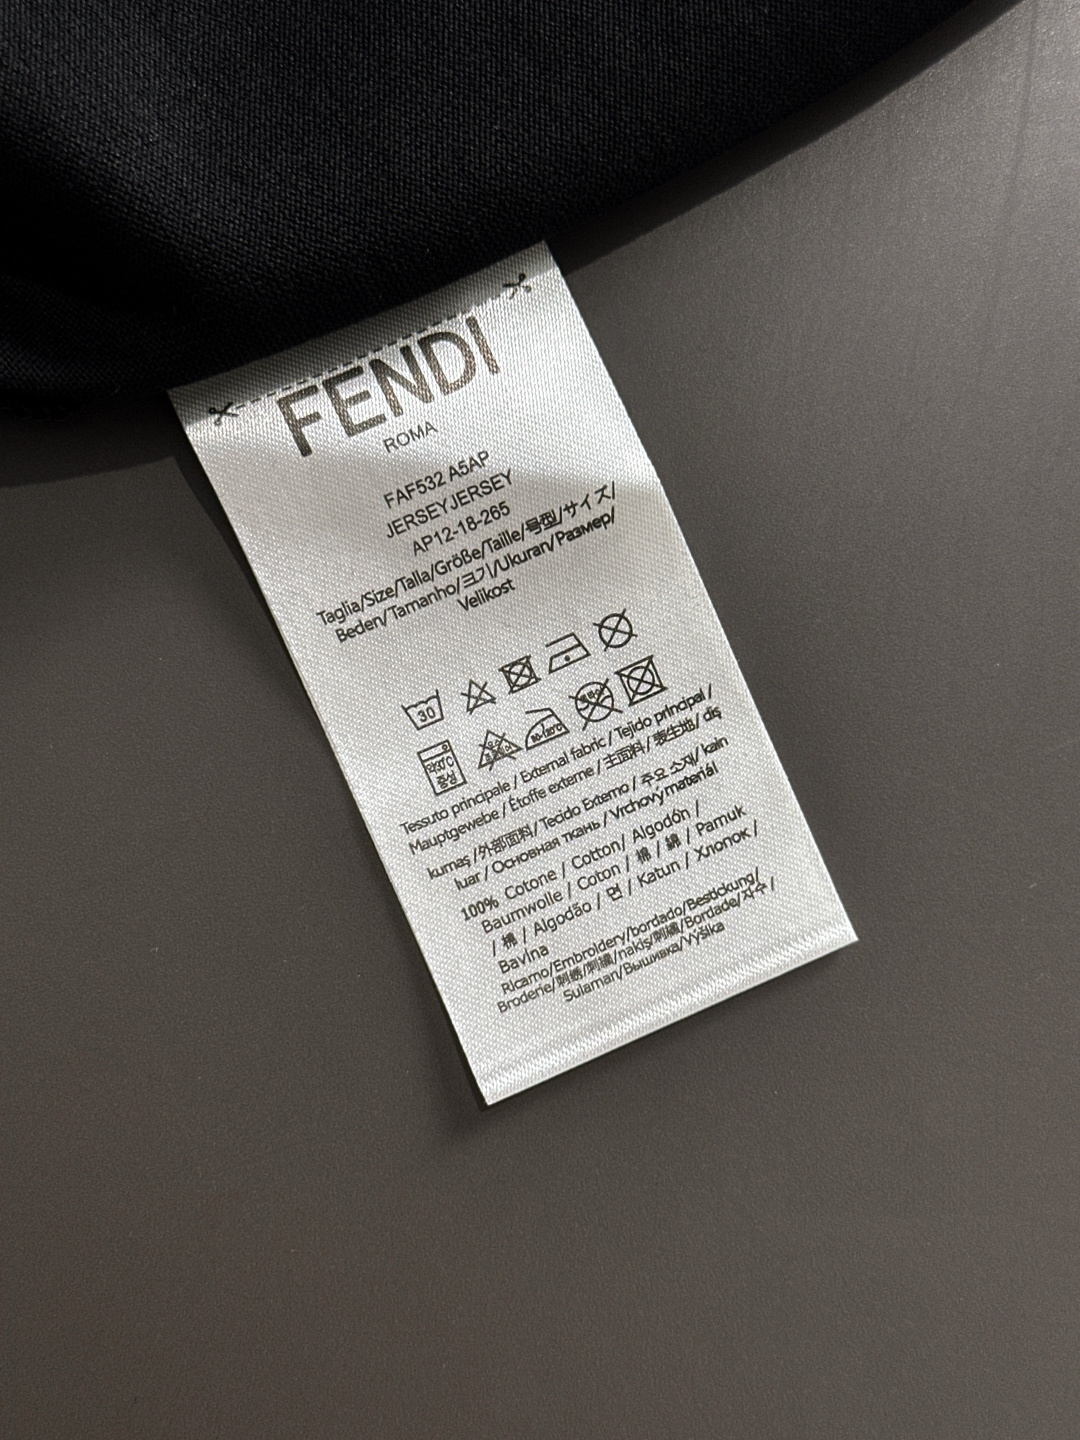 FENDI
ROMA
FAF532 A5AP
JERSEYJERSEY
AP12-18-265
Taglia/Size/Talla/Größe/Taille/号型/サイズ/
Beden/Tamanho/크기/Ukuran/Размер/
Velikost
30
중성
Tessuto principale / External fabric / Tejido principal /
Hauptgewebe / Étoffe externe / 主面料 / 表生地/ dış
kumaş /外部面料/ Tecido Externo / 주요 소재/ kain
luar / Основная ткань / Vrchový materiál
100% Cotone / Cotton/ Algodón /
Baumwolle / Coton / 棉 / 綿 / Pamuk
/ 棉 / Algodão / 면 / Katun / Хлопок /
Bavlna
Ricamo/Embroidery/bordado/Bestickung/
Broderie/刺绣/刺繍/nakış/刺繡/Bordade/자수/
Sulaman/Вышивка/Výšika